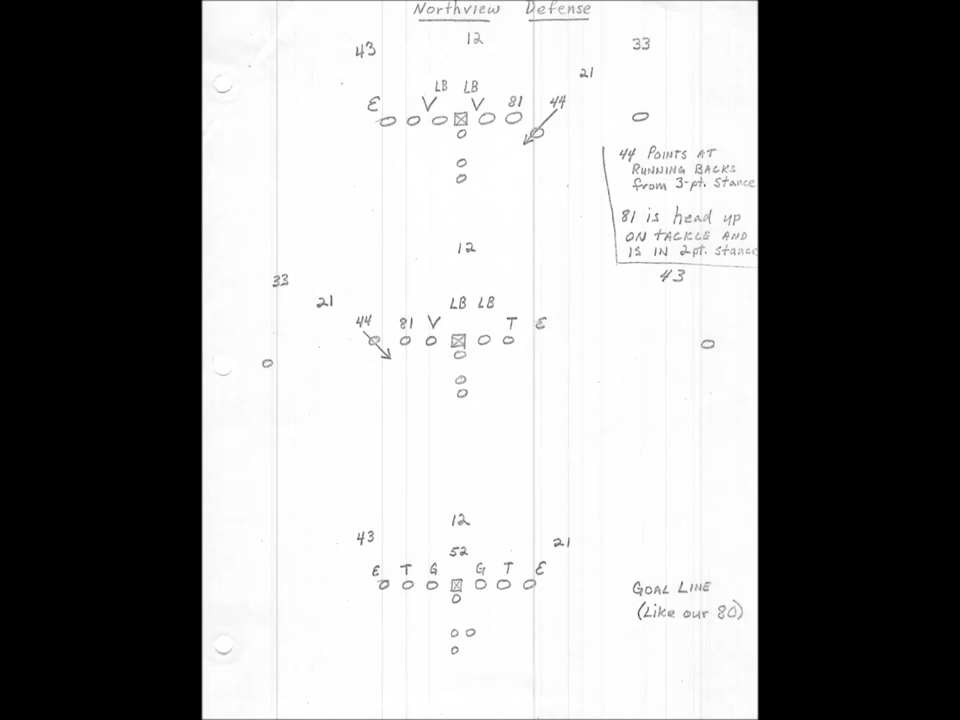 Northview Defense
12
43
33
21
LB LB
E V V 81 44
44 POINTS AT
RUNNING BACKS
from 3-pt. Stance
81 is head up
ON TACKLE AND
IS IN 2pt. Stance
12
43
33
21
LB LB
44 81 V T E
12
43
52
21
E T G G T E
GOAL LINE
(Like our 80)